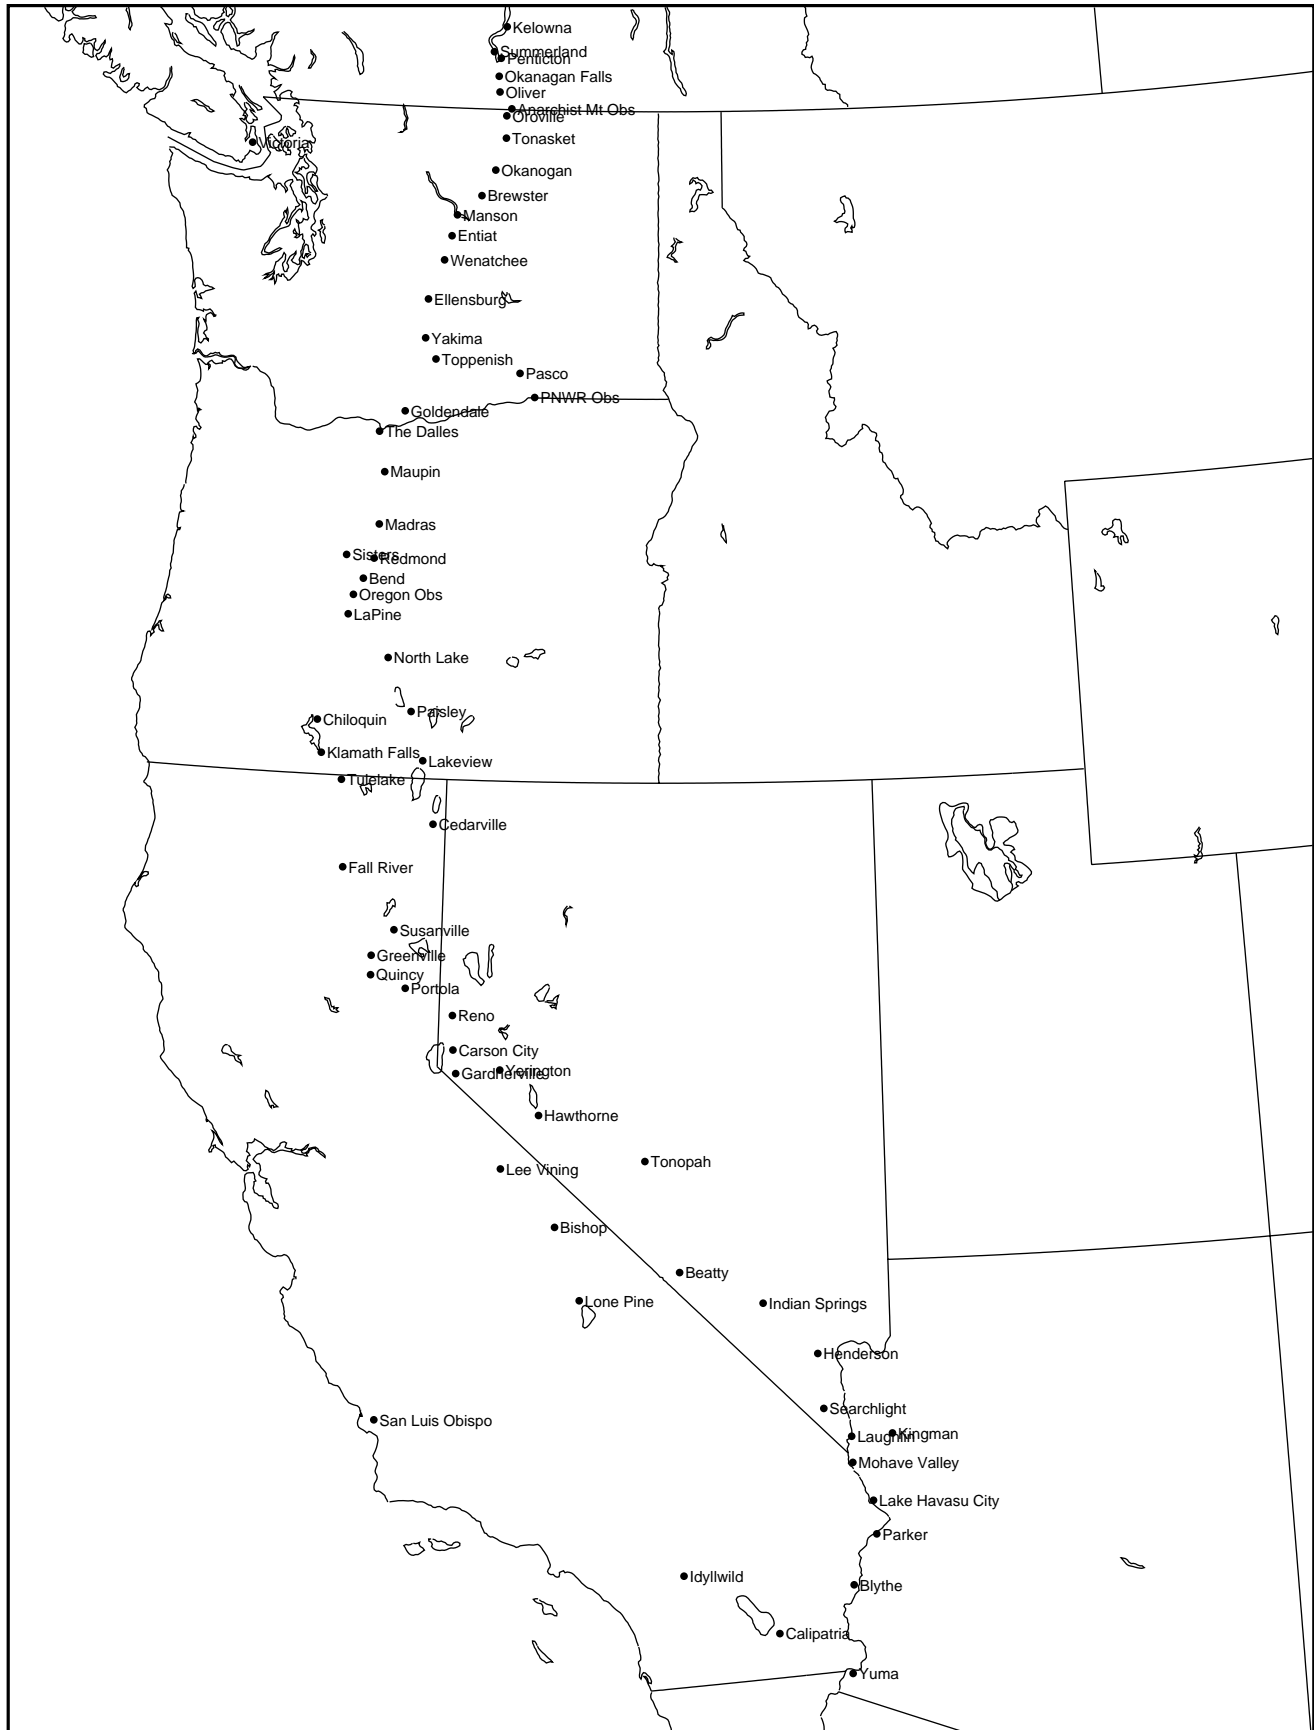 Kelowna
Summerland
Penticton
Okanagan Falls
Oliver
Anarchist Mt Obs
Oroville
Tonasket
Victoria
Okanogan
Brewster
Manson
Entiat
Wenatchee
Ellensburg
Yakima
Toppenish
Pasco
PNWR Obs
Goldendale
The Dalles
Maupin
Madras
Sisters
Redmond
Bend
Oregon Obs
LaPine
North Lake
Paisley
Chiloquin
Klamath Falls
Lakeview
Tulelake
Cedarville
Fall River
Susanville
Greenville
Quincy
Portola
Reno
Carson City
Yerington
Gardnerville
Hawthorne
Tonopah
Lee Vining
Bishop
Beatty
Lone Pine
Indian Springs
Henderson
Searchlight
San Luis Obispo
Kingman
Laughlin
Mohave Valley
Lake Havasu City
Parker
Idyllwild
Blythe
Calipatria
Yuma